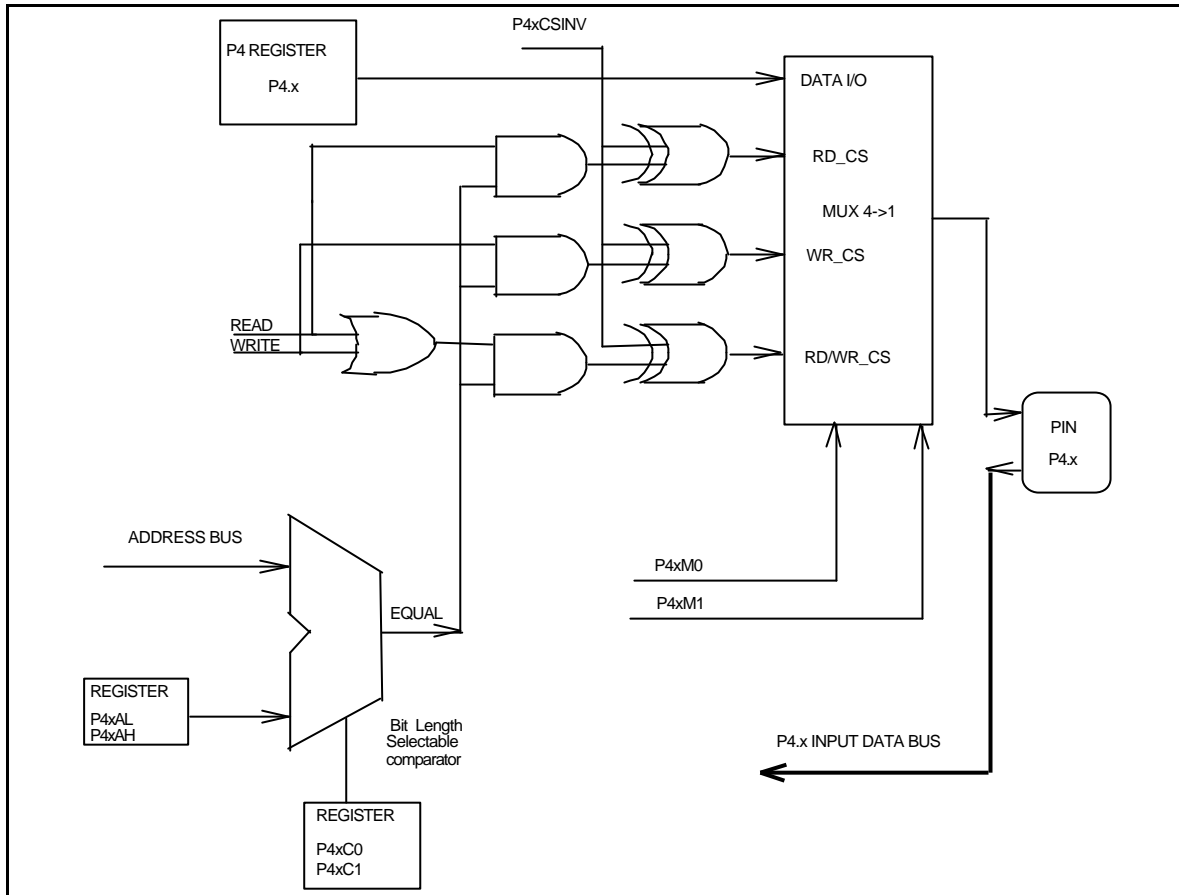 P4xCSINV
P4 REGISTER
P4.x
DATA I/O
RD_CS
MUX 4->1
WR_CS
READ
WRITE
RD/WR_CS
PIN
P4.x
ADDRESS BUS
P4xM0
P4xM1
EQUAL
REGISTER
P4xAL
P4xAH
Bit Length
Selectable
comparator
P4.x INPUT DATA BUS
REGISTER
P4xC0
P4xC1